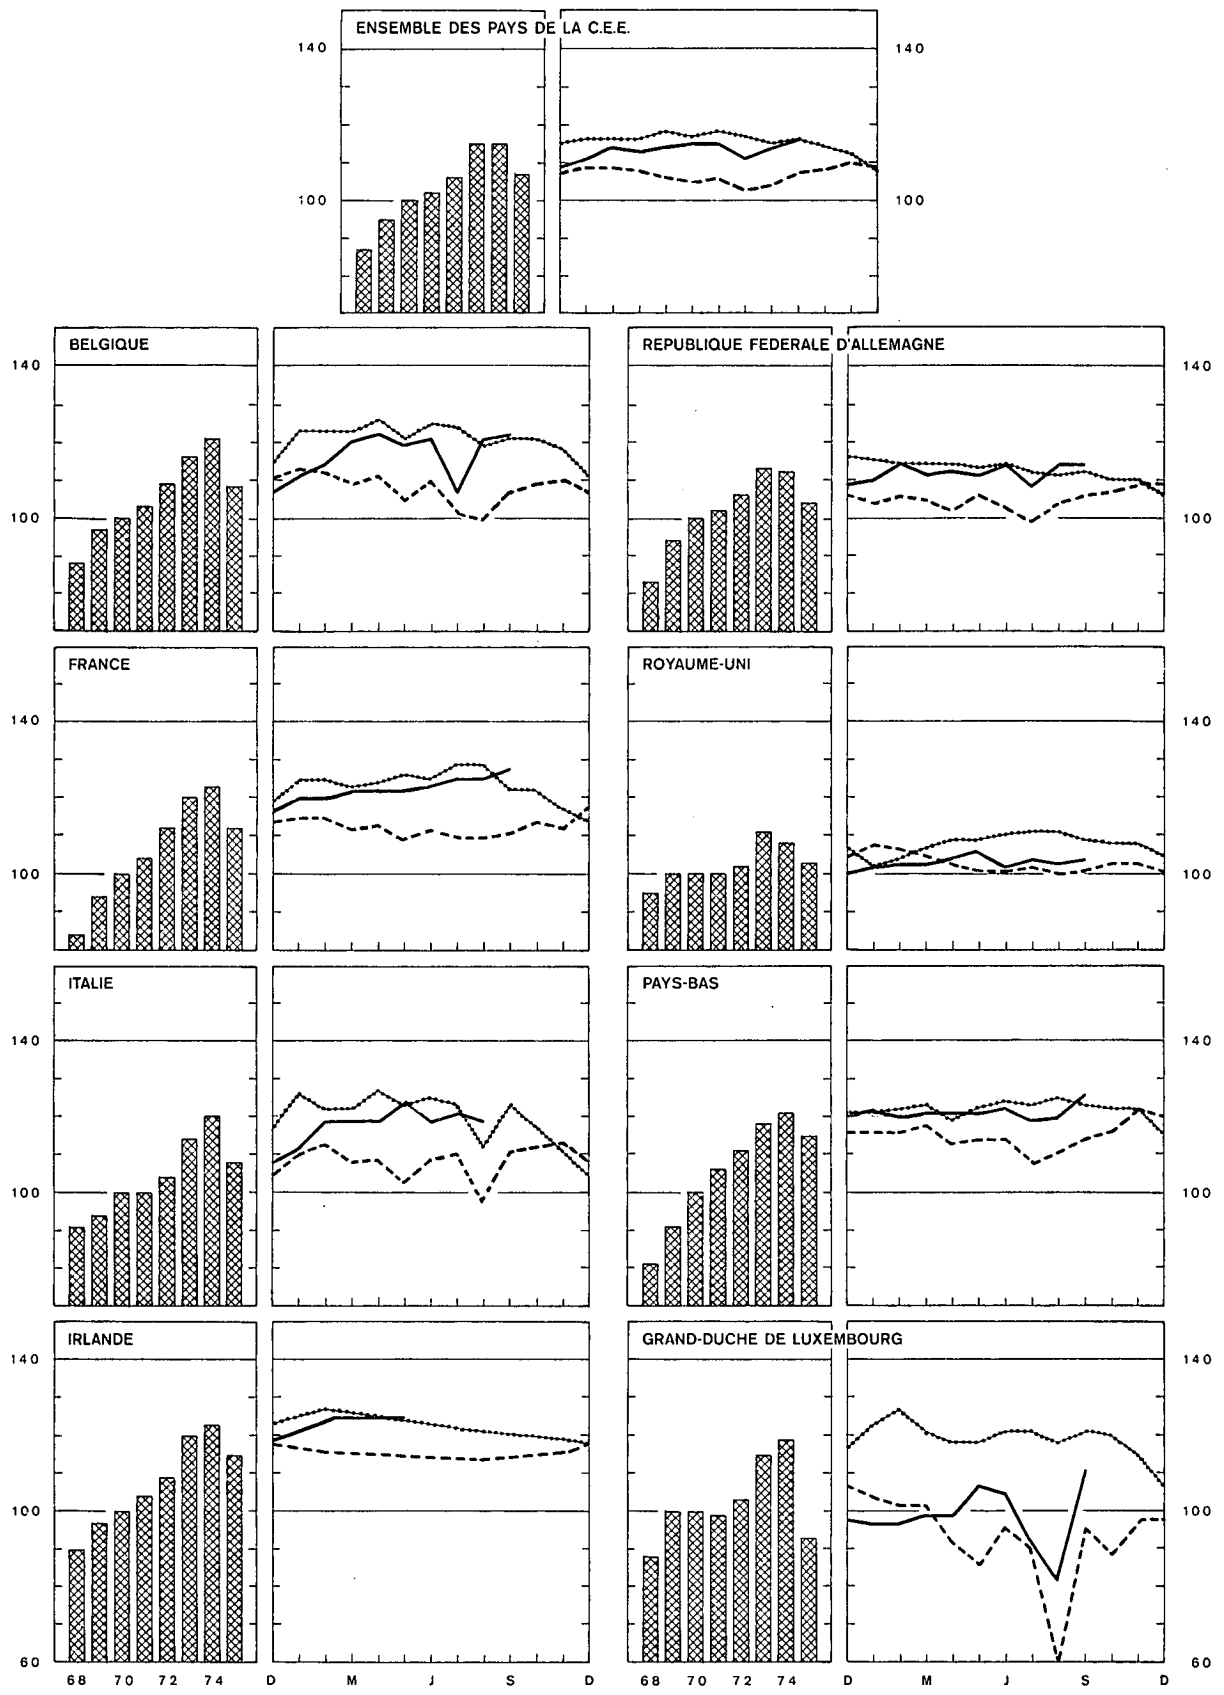 ENSEMBLE DES PAYS DE LA C.E.E.
140 140
100 100
BELGIQUE REPUBLIQUE FEDERALE D'ALLEMAGNE
140 140
100 100
FRANCE ROYAUME-UNI
140 140
100 100
ITALIE PAYS-BAS
140 140
100 100
IRLANDE GRAND-DUCHE DE LUXEMBOURG
140 140
100 100
60 60
68 70 72 74 D M J S D 68 70 72 74 D M J S D